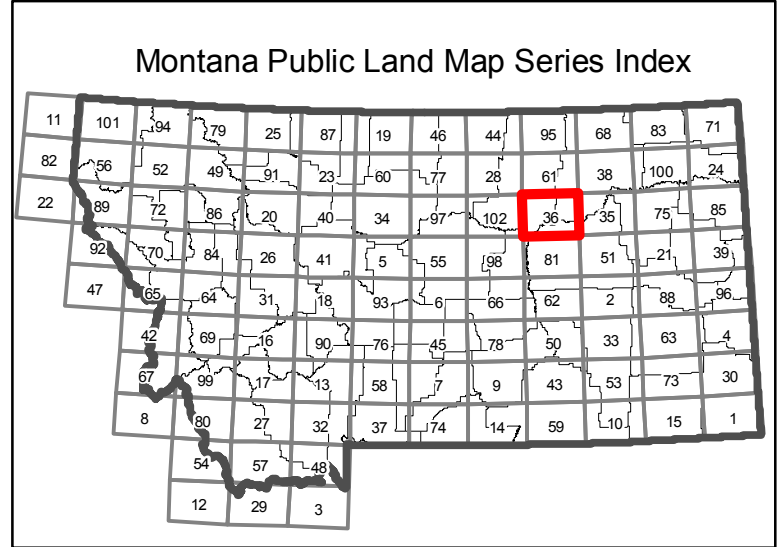 Montana Public Land Map Series Index
11 101 94 79 25 87 19 46 44 95 68 83 71
82 56 52 49 91 23 60 77 28 61 38 100 24
22 89 72 86 20 40 34 97 102 36 35 75 85
92 70 84 26 41 5 55 98 81 51 21 39
47 65 64 31 18 93 6 66 62 2 88 96
42 69 16 90 76 45 78 50 33 63 4
67 99 17 13 58 7 9 43 53 73 30
8 80 27 32 37 74 14 59 10 15 1
54 57 48
12 29 3